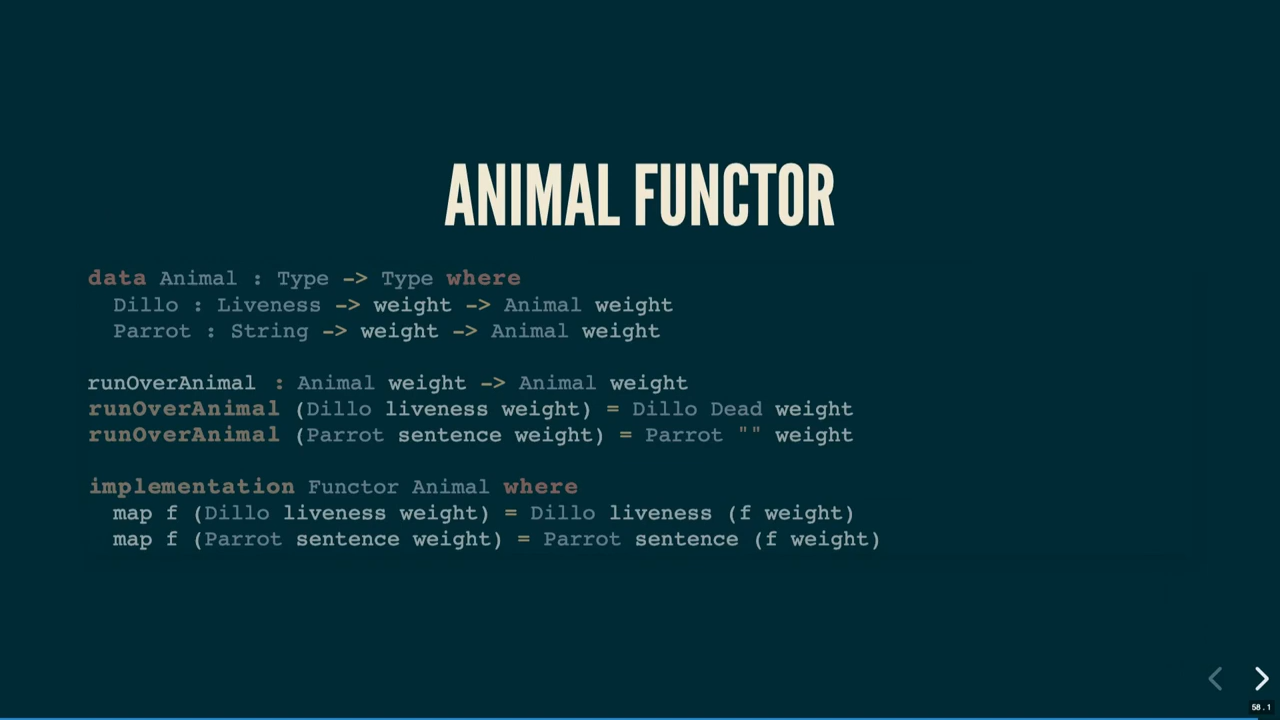 ANIMAL FUNCTOR
data Animal : Type -> Type where
  Dillo : Liveness -> weight -> Animal weight
  Parrot : String -> weight -> Animal weight
runOverAnimal : Animal weight -> Animal weight
runOverAnimal (Dillo liveness weight) = Dillo Dead weight
runOverAnimal (Parrot sentence weight) = Parrot "" weight
implementation Functor Animal where
  map f (Dillo liveness weight) = Dillo liveness (f weight)
  map f (Parrot sentence weight) = Parrot sentence (f weight)
58.1